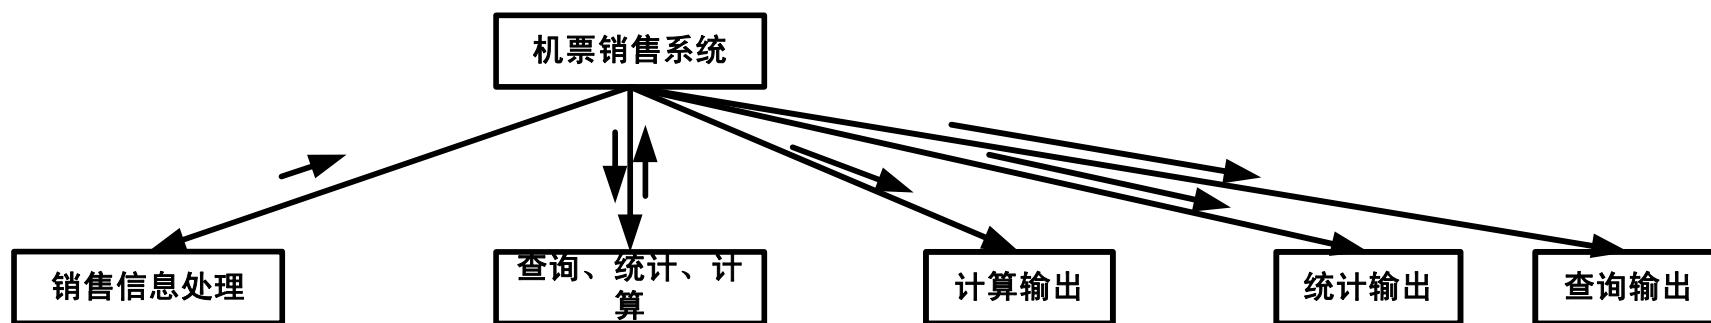 机票销售系统
销售信息处理
查询、统计、计
算
计算输出
统计输出
查询输出